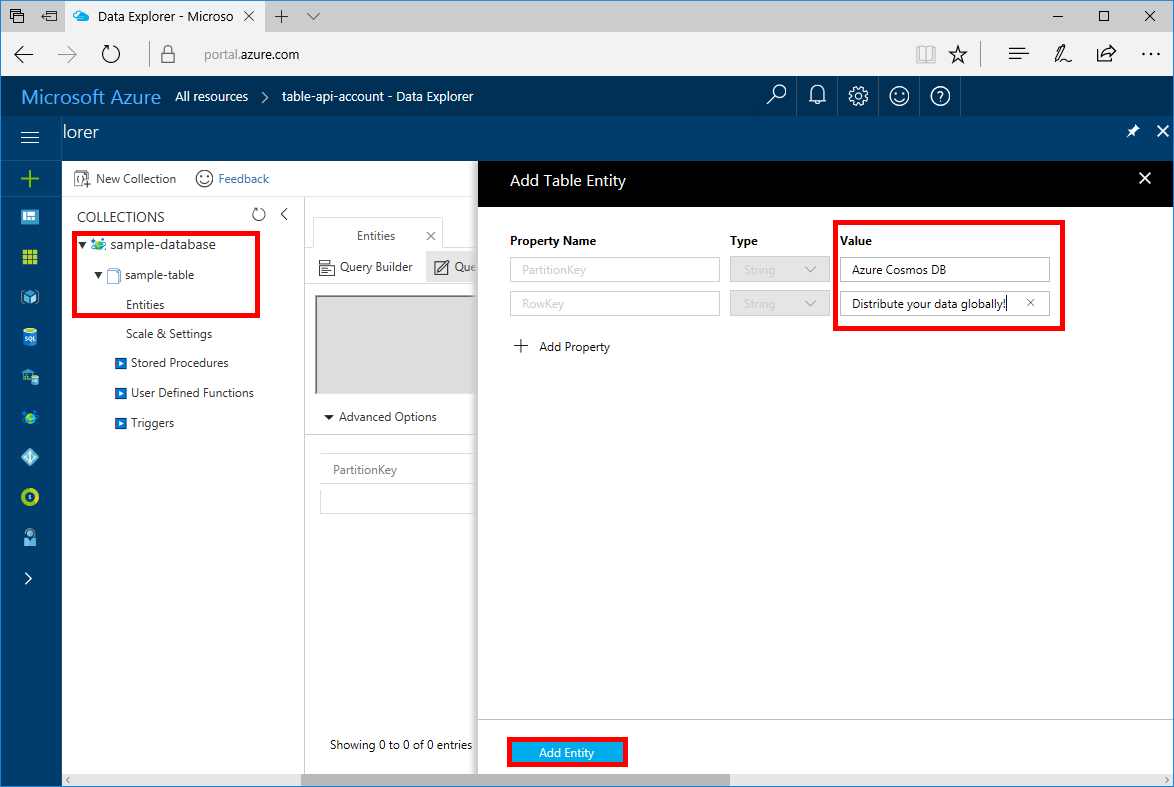 Data Explorer - Microso
portal.azure.com
Microsoft Azure All resources > table-api-account - Data Explorer
lorer
New Collection Feedback
COLLECTIONS
sample-database
sample-table
Entities
Scale & Settings
Stored Procedures
User Defined Functions
Triggers
Entities
Query Builder Que
Advanced Options
PartitionKey
Showing 0 to 0 of 0 entries
Add Table Entity
Property Name Type Value
PartitionKey String Azure Cosmos DB
RowKey String Distribute your data globally!
Add Property
Add Entity